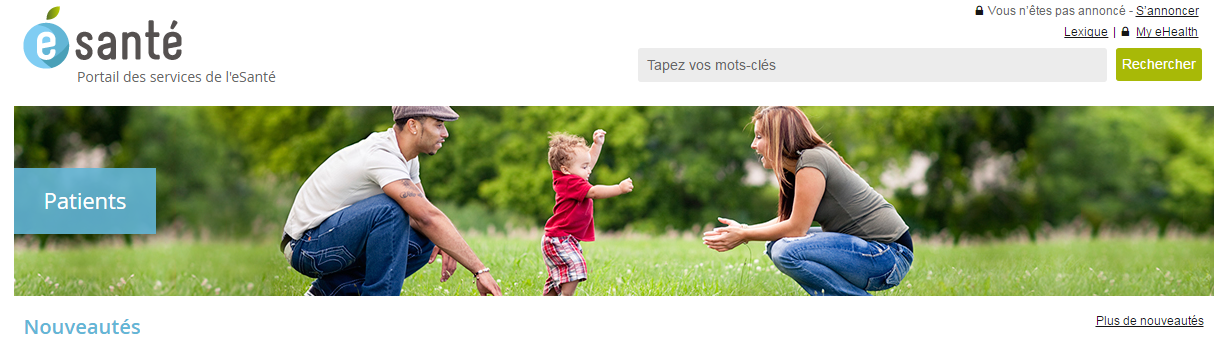 Vous n'êtes pas annoncé - S'annoncer
Lexique | My eHealth
e santé
Portail des services de l'eSanté
Tapez vos mots-clés
Rechercher
Patients
Nouveautés
Plus de nouveautés